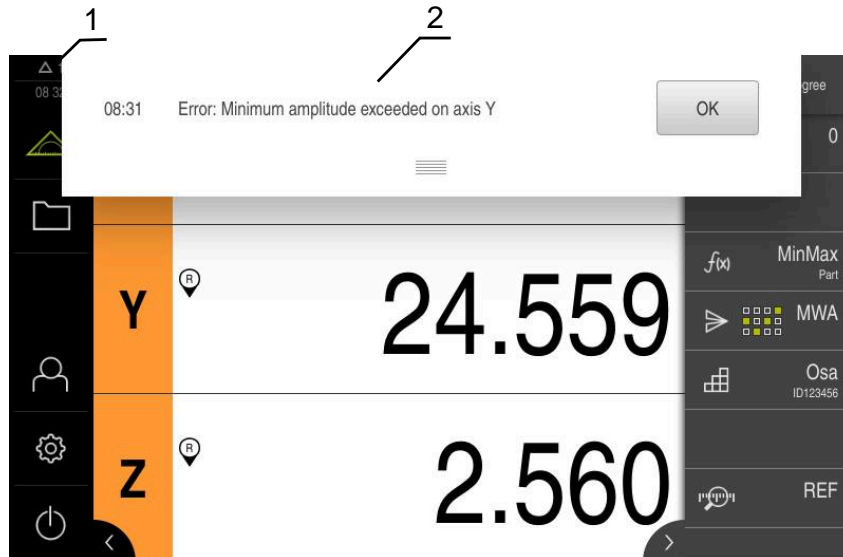 1
2
08:31 Error: Minimum amplitude exceeded on axis Y OK
0
Y R 24.559
MinMax
Part
f(x)
MWA
Osa
ID123456
Z R 2.560
REF